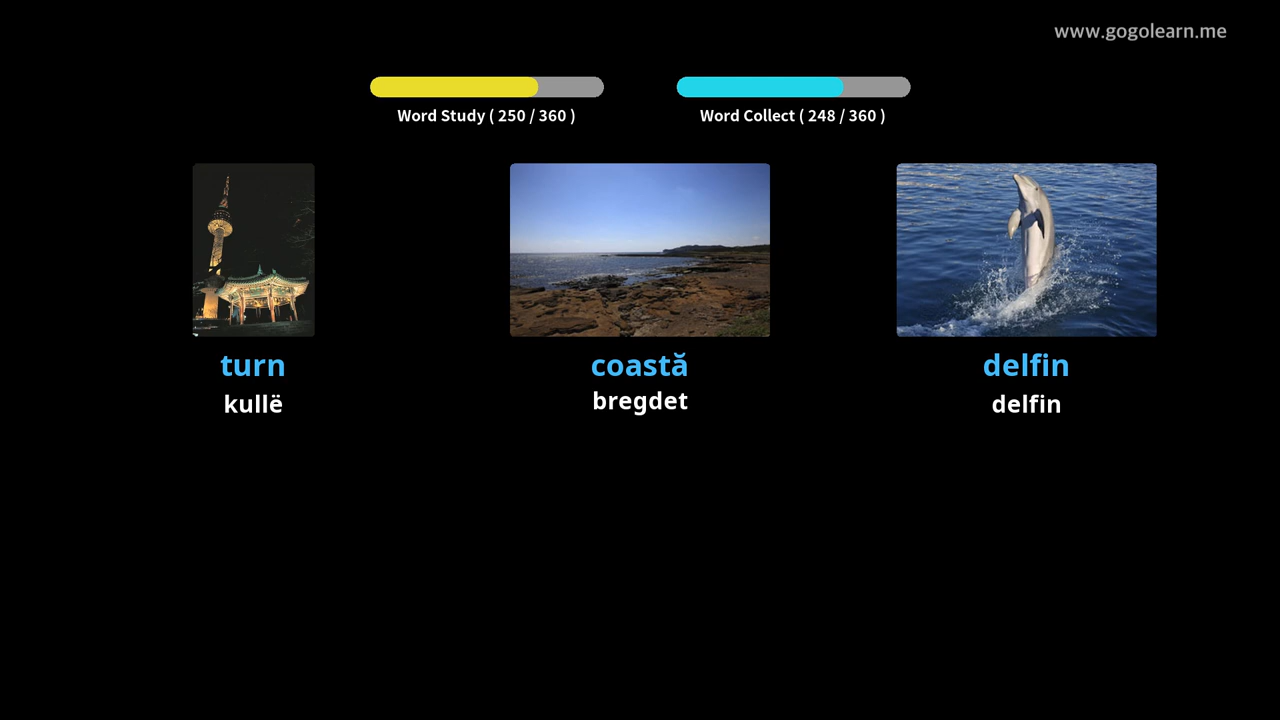 www.gogolearn.me
Word Study ( 250 / 360 )
Word Collect ( 248 / 360 )
turn
kullë
coastă
bregdet
delfin
delfin